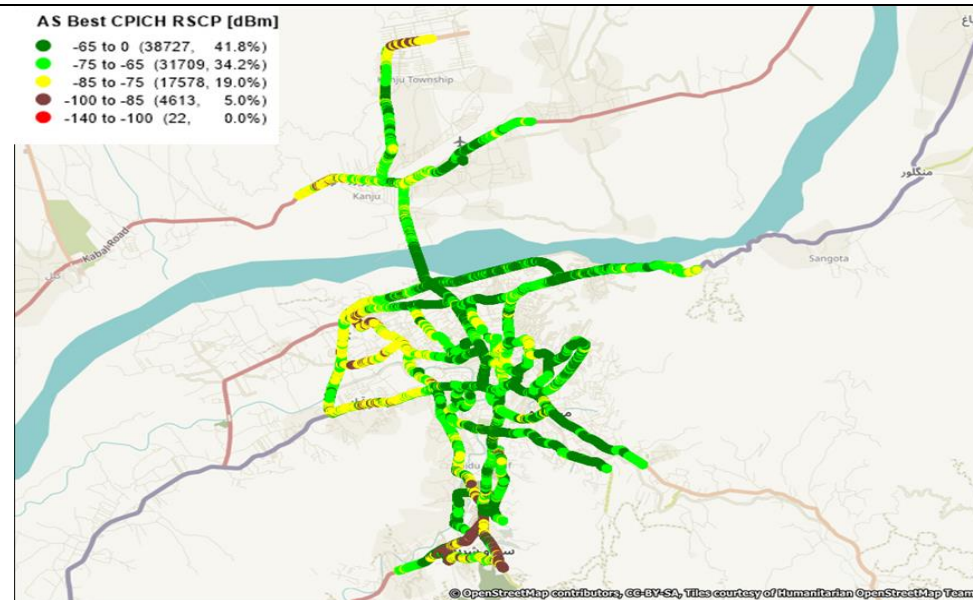 AS Best CPICH RSCP [dBm]
-65 to 0 (38727, 41.8%)
-75 to -65 (31709, 34.2%)
-85 to -75 (17578, 19.0%)
-100 to -85 (4613, 5.0%)
-140 to -100 (22, 0.0%)
Kanju
منگلور
Kabal Road
Sangota
© OpenStreetMap contributors, CC-BY-SA, Tiles courtesy of Humanitarian OpenStreetMap Team